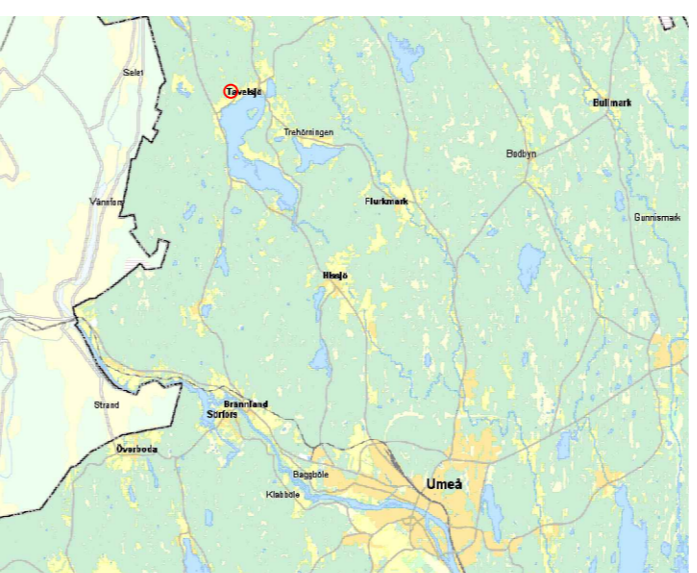 Selet
Tavelsjö
Bullmark
Trehörningen
Bodbyn
Vännfors
Flurkmark
Gunnismark
Hissjö
Strand
Brännland
Sörfors
Överboda
Baggböle
Umeå
Klabböle